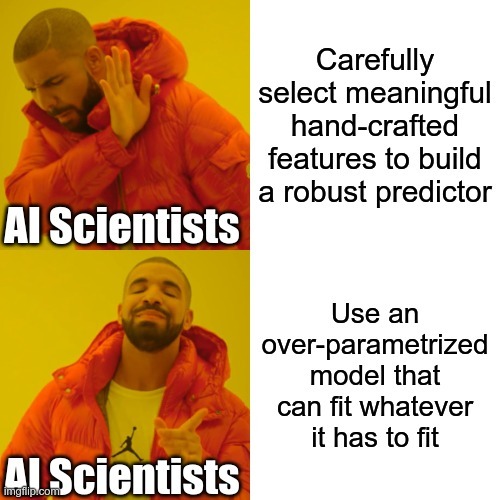 Carefully
select meaningful
hand-crafted
features to build
a robust predictor
AI Scientists
Use an
over-parametrized
model that
can fit whatever
it has to fit
AI Scientists
imgflip.com